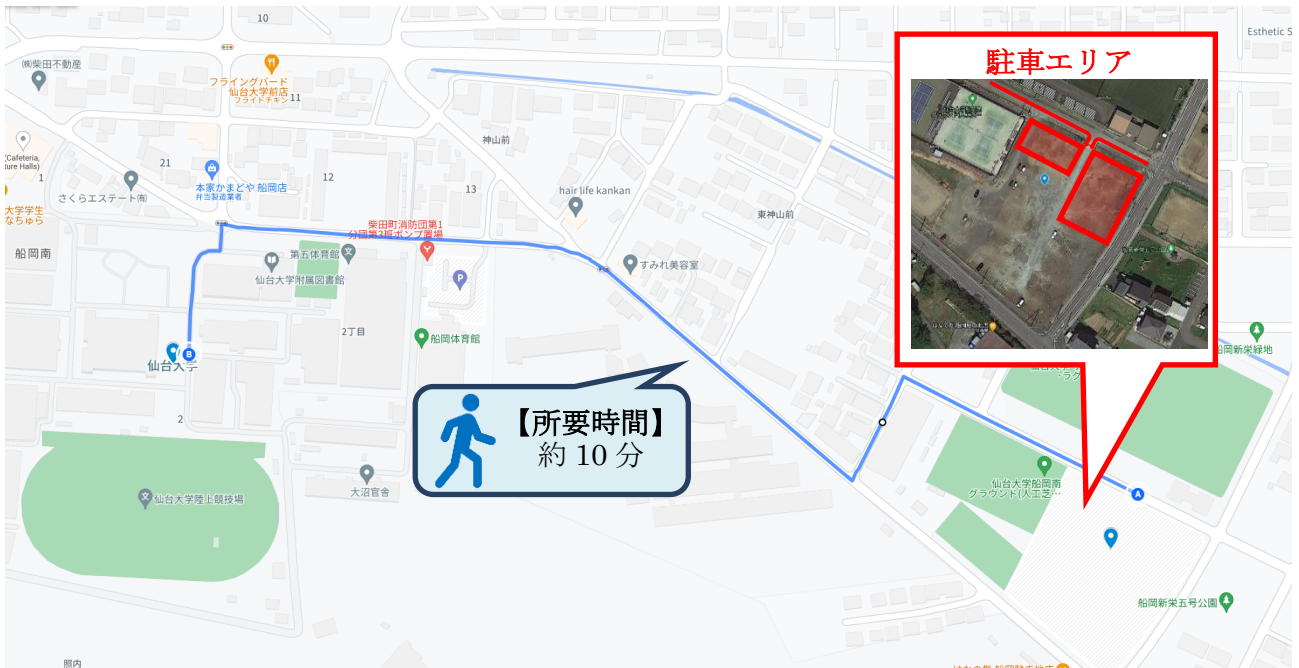 10
Esthetic S
㈱柴田不動産
駐車エリア
フライングバード
仙台大学前店
フライドチキン
11
神山前
(Cafeteria,
ture Halls)
1
21
本家かまどや 船岡店
弁当製造業者
12
13
hair life kankan
さくらエステート㈲
大学学生
なちゅら
東神山前
柴田町消防団第1
分団第3班ポンプ置場
船岡南
第五体育館
仙台大学附属図書館
P
すみれ美容室
2丁目
船岡体育館
船岡新栄緑地
B
仙台大学
2
【所要時間】
約 10 分
大沼官舎
仙台大学陸上競技場
仙台大学船岡南
グラウンド(人工芝…
A
船岡新栄五号公園
照内